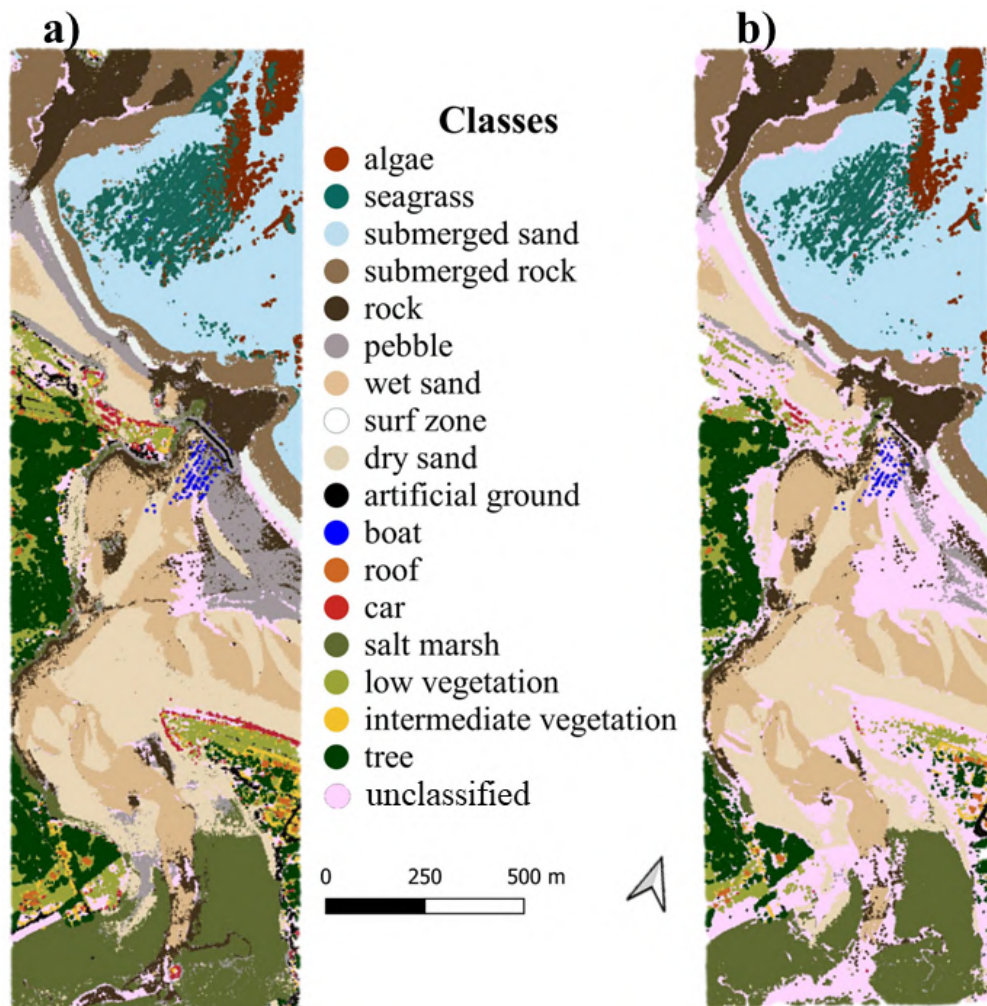 a)
b)
Classes
algae
seagrass
submerged sand
submerged rock
rock
pebble
wet sand
surf zone
dry sand
artificial ground
boat
roof
car
salt marsh
low vegetation
intermediate vegetation
tree
unclassified
0 250 500 m